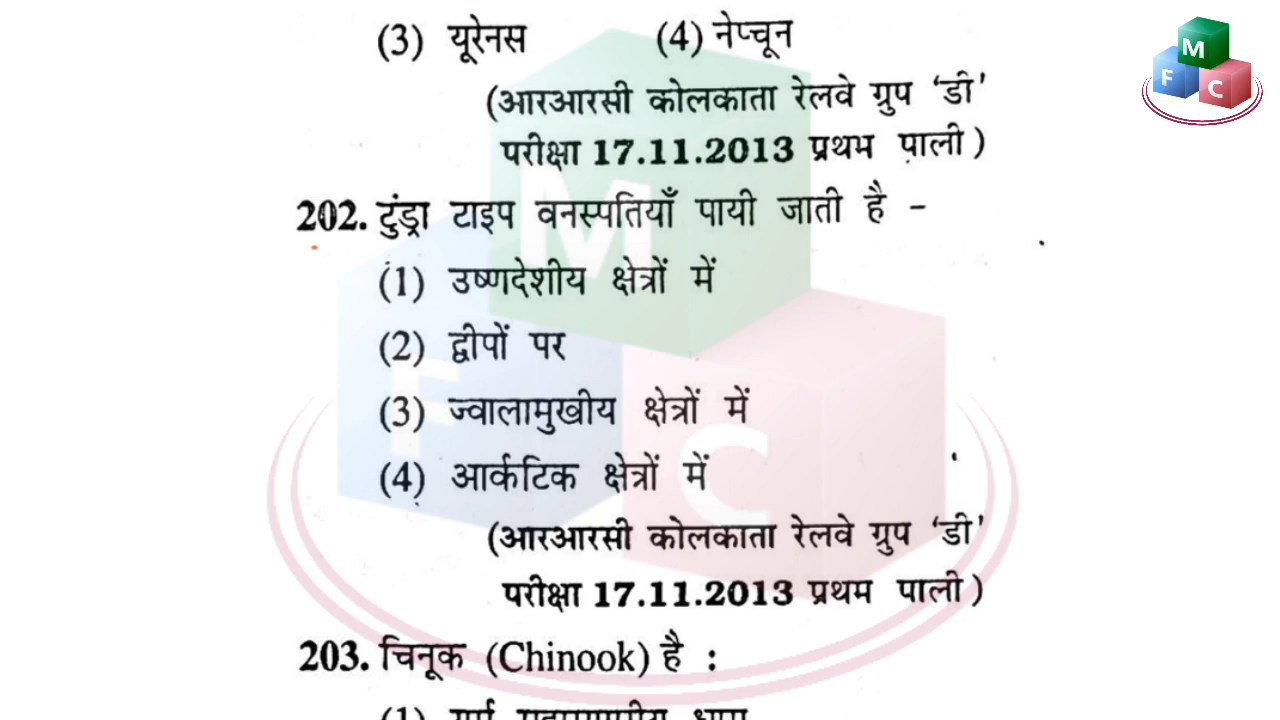 (3) यूरेनस (4) नेप्चून
(आरआरसी कोलकाता रेलवे ग्रुप 'डी'
परीक्षा 17.11.2013 प्रथम पाली)
202. टुंड्रा टाइप वनस्पतियाँ पायी जाती है -
(1) उष्णदेशीय क्षेत्रों में
(2) द्वीपों पर
(3) ज्वालामुखीय क्षेत्रों में
(4) आर्कटिक क्षेत्रों में
(आरआरसी कोलकाता रेलवे ग्रुप 'डी'
परीक्षा 17.11.2013 प्रथम पाली)
203. चिनूक (Chinook) है :
(1)
M
F C
M
F C